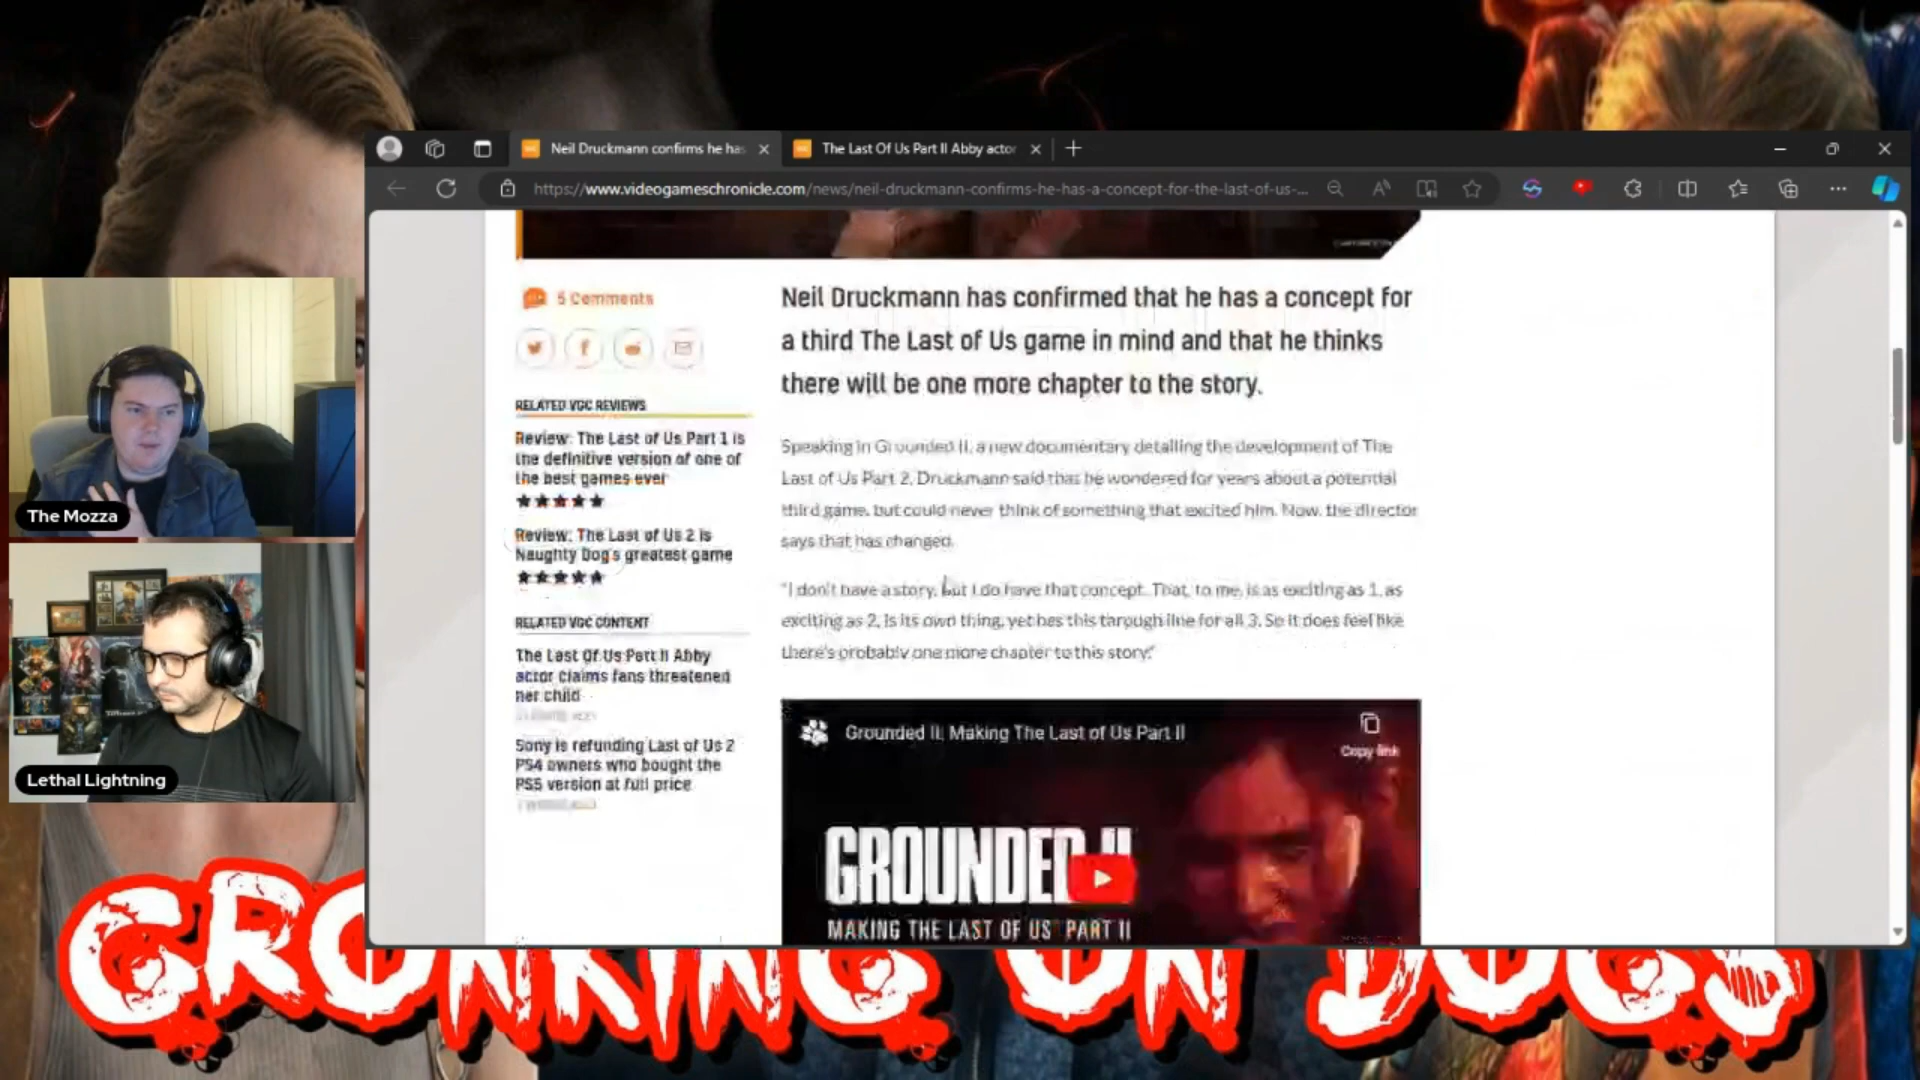 Neil Druckmann confirms he has
The Last Of Us Part II Abby actor
https://www.videogameschronicle.com/news/neil-druckmann-confirms-he-has-a-concept-for-the-last-of-us-...
5 Comments
RELATED VGC REVIEWS
Review: The Last of Us Part 1 is
the definitive version of one of
the best games ever
Review: The Last of Us 2 is
Naughty Dog's greatest game
RELATED VGC CONTENT
The Last Of Us Part II Abby
actor claims fans threatened
her child
Sony is refunding Last of Us 2
PS4 owners who bought the
PS5 version at full price
Neil Druckmann has confirmed that he has a concept for
a third The Last of Us game in mind and that he thinks
there will be one more chapter to the story.
Speaking in Grounded II, a new documentary detailing the development of The
Last of Us Part 2, Druckmann said that he wondered for years about a potential
third game, but could never think of something that excited him. Now, the director
says that has changed.
"I don't have a story, but I do have that concept. That, to me, is as exciting as 1, as
exciting as 2, is its own thing, yet has this through line for all 3. So it does feel like
there's probably one more chapter to this story."
Grounded II: Making The Last of Us Part II
Copy link
GROUNDED II
MAKING THE LAST OF US PART II
The Mozza
Lethal Lightning
GRONKING ON DOGS